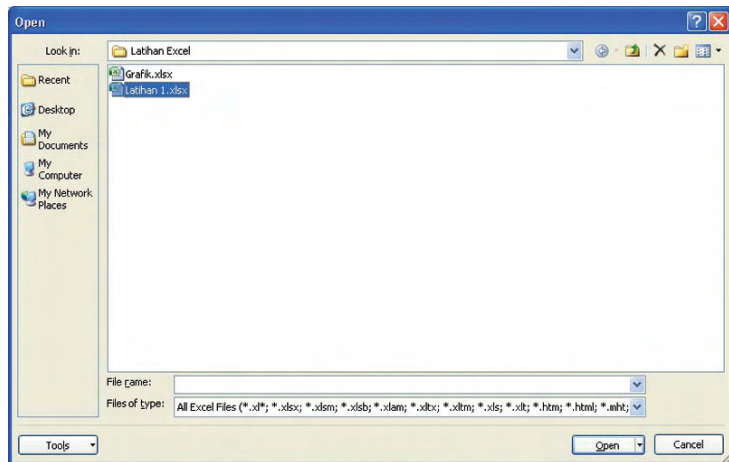 Open
Look in:
Latihan Excel
Recent
Desktop
My
Documents
My
Computer
My Network
Places
Grafik.xlsx
Latihan 1.xlsx
File name:
Files of type:
All Excel Files (*.xl*; *.xlsx; *.xlsm; *.xlsb; *.xlam; *.xltx; *.xltm; *.xls; *.xlt; *.htm; *.html; *.mht;
Tools
Open
Cancel